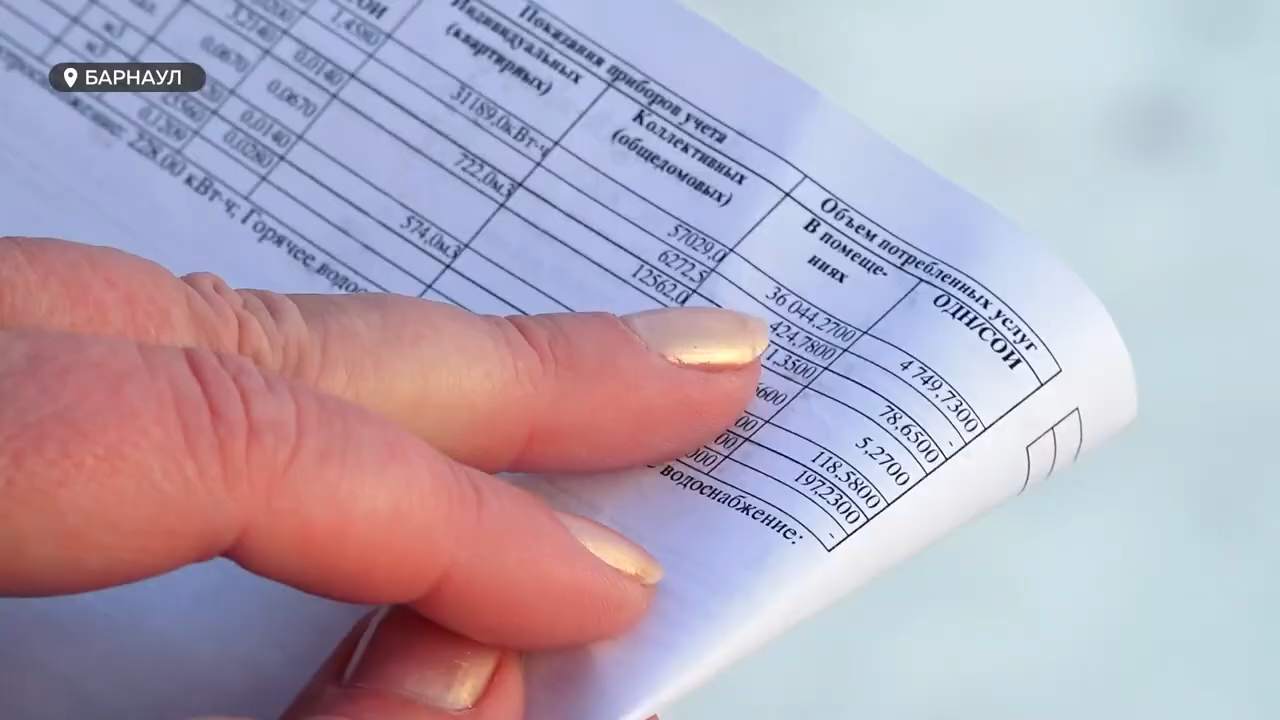 БАРНАУЛ
Показания приборов учета
Объем потребленных услуг
Индивидуальных
(квартирных)
Коллективных
(общедомовых)
В помеще-
ниях
ОДН/СОИ
1,4580
31189,0кВт·ч
57029,0
36 044,2700
4 749,7300
0,0140
722,0м3
6272,5
424,7800
-
0,0670
0,0670
574,0м3
12562,0
78,6500
0,0140
5,2700
0,1200
0,0280
118,5800
197,2300
-
228,00 кВт·ч; Горячее
водоснабжение: